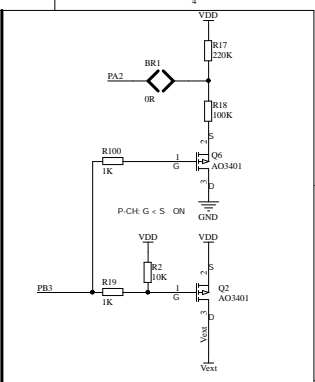 4
VDD
R17
220K
BR1
PA2
0R
R18
100K
2
S
R100
1
Q6
G
AO3401
1K
3
D
GND
P-CH: G < S ON
VDD
VDD
R2
10K
2
S
PB3
R19
1
Q2
G
AO3401
1K
3
D
Vext
Vext